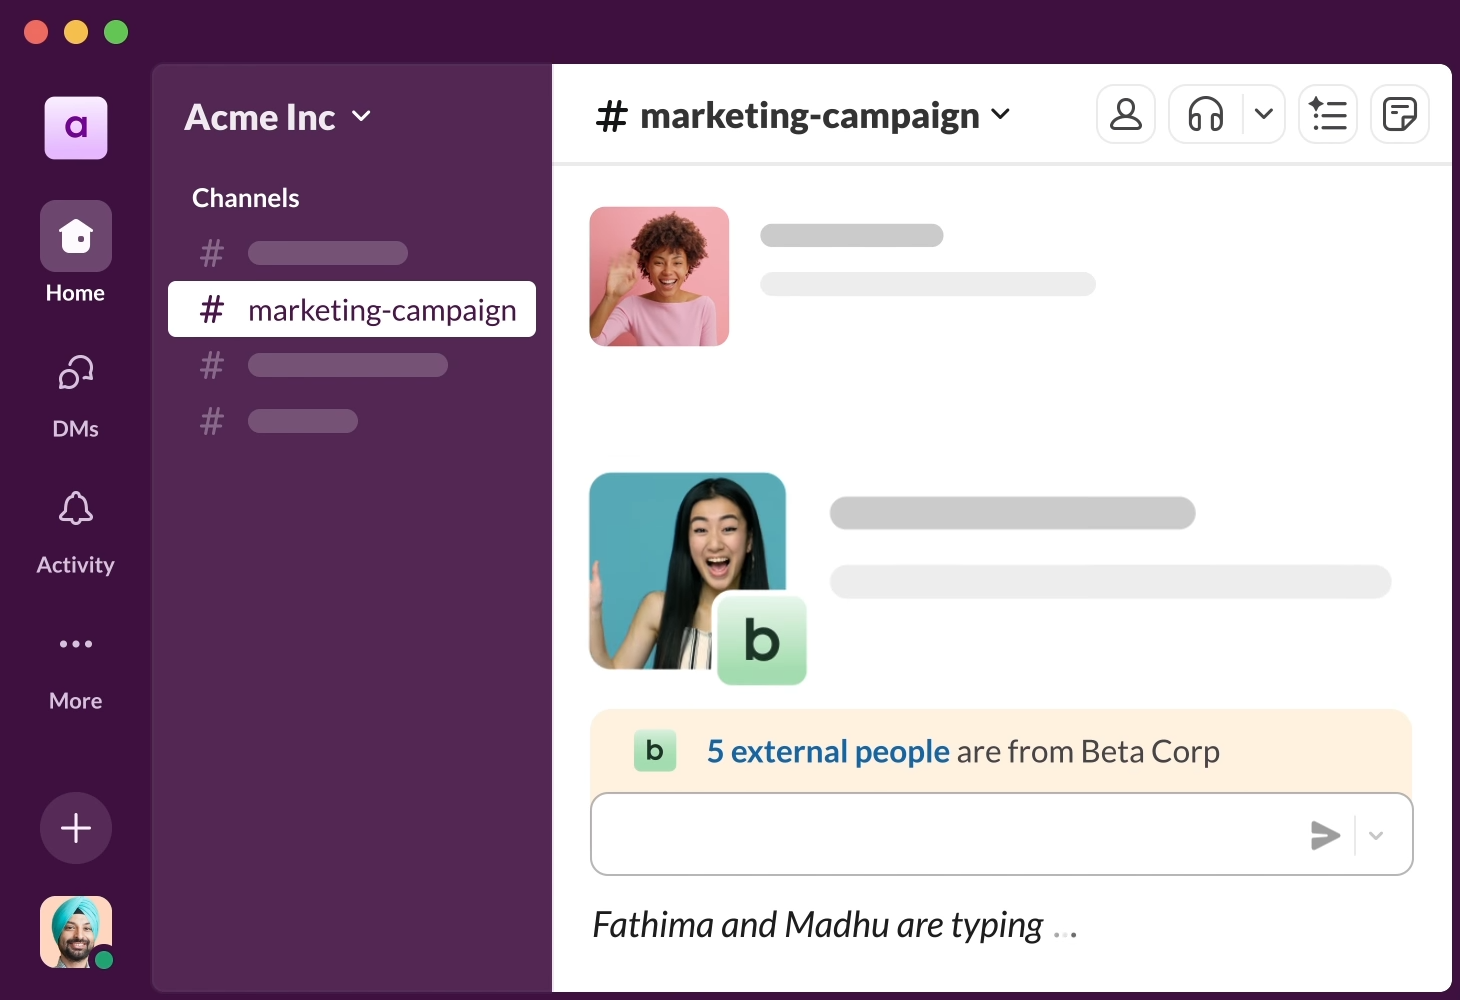 a
Home
DMs
Activity
More
Acme Inc
Channels
#
# marketing-campaign
#
#
# marketing-campaign
b
b 5 external people are from Beta Corp
Fathima and Madhu are typing ...